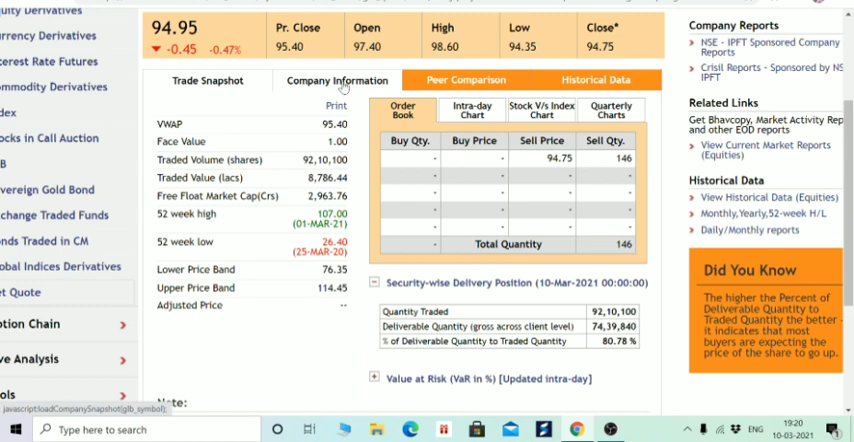 94.95
-0.45 -0.47%
Pr. Close
95.40
Open
97.40
High
98.60
Low
94.35
Close*
94.75
uity Derivatives
rrency Derivatives
terest Rate Futures
mmodity Derivatives
dex
ocks in Call Auction
B
vereign Gold Bond
change Traded Funds
nds Traded in CM
obal Indices Derivatives
et Quote
tion Chain
ve Analysis
ols
Trade Snapshot
Company Information
Peer Comparison
Historical Data
Print
VWAP 95.40
Face Value 1.00
Traded Volume (shares) 92,10,100
Traded Value (lacs) 8,786.44
Free Float Market Cap(Crs) 2,963.76
52 week high 107.00
(01-MAR-21)
52 week low 26.40
(25-MAR-20)
Lower Price Band 76.35
Upper Price Band 114.45
Adjusted Price --
Note:
Order
Book
Intra-day
Chart
Stock V/s Index
Chart
Quarterly
Charts
Buy Qty. Buy Price Sell Price Sell Qty.
- - 94.75 146
- - - -
- - - -
- - - -
- - - -
- Total Quantity 146
Security-wise Delivery Position (10-Mar-2021 00:00:00)
Quantity Traded 92,10,100
Deliverable Quantity (gross across client level) 74,39,840
% of Deliverable Quantity to Traded Quantity 80.78 %
Value at Risk (VaR in %) [Updated intra-day]
Company Reports
NSE - IPFT Sponsored Company
Reports
Crisil Reports - Sponsored by NS
IPFT
Related Links
Get Bhavcopy, Market Activity Rep
and other EOD reports
View Current Market Reports
(Equities)
Historical Data
View Historical Data (Equities)
Monthly,Yearly,52-week H/L
Daily/Monthly reports
Did You Know
The higher the Percent of
Deliverable Quantity to
Traded Quantity the better -
it indicates that most
buyers are expecting the
price of the share to go up.
javascript:loadCompanySnapshot(glb_symbol);
Type here to search
ENG
19:20
10-03-2021